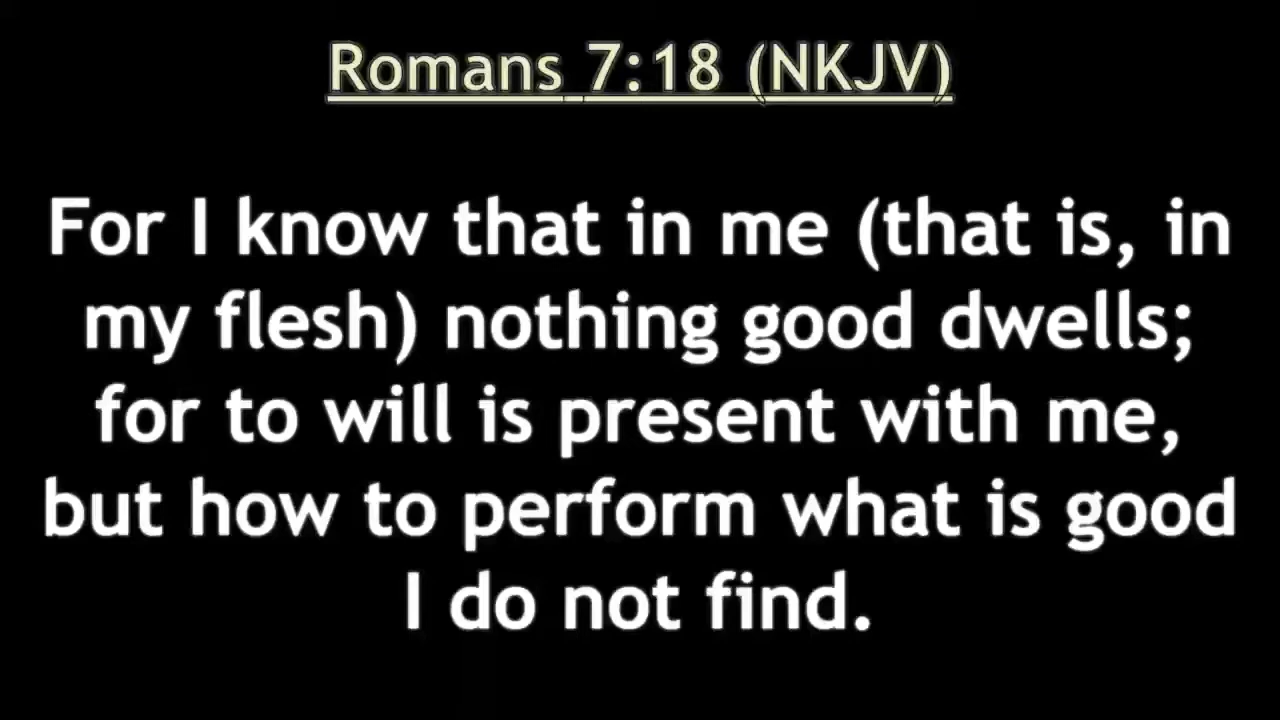 Romans 7:18 (NKJV)
For I know that in me (that is, in
my flesh) nothing good dwells;
for to will is present with me,
but how to perform what is good
I do not find.